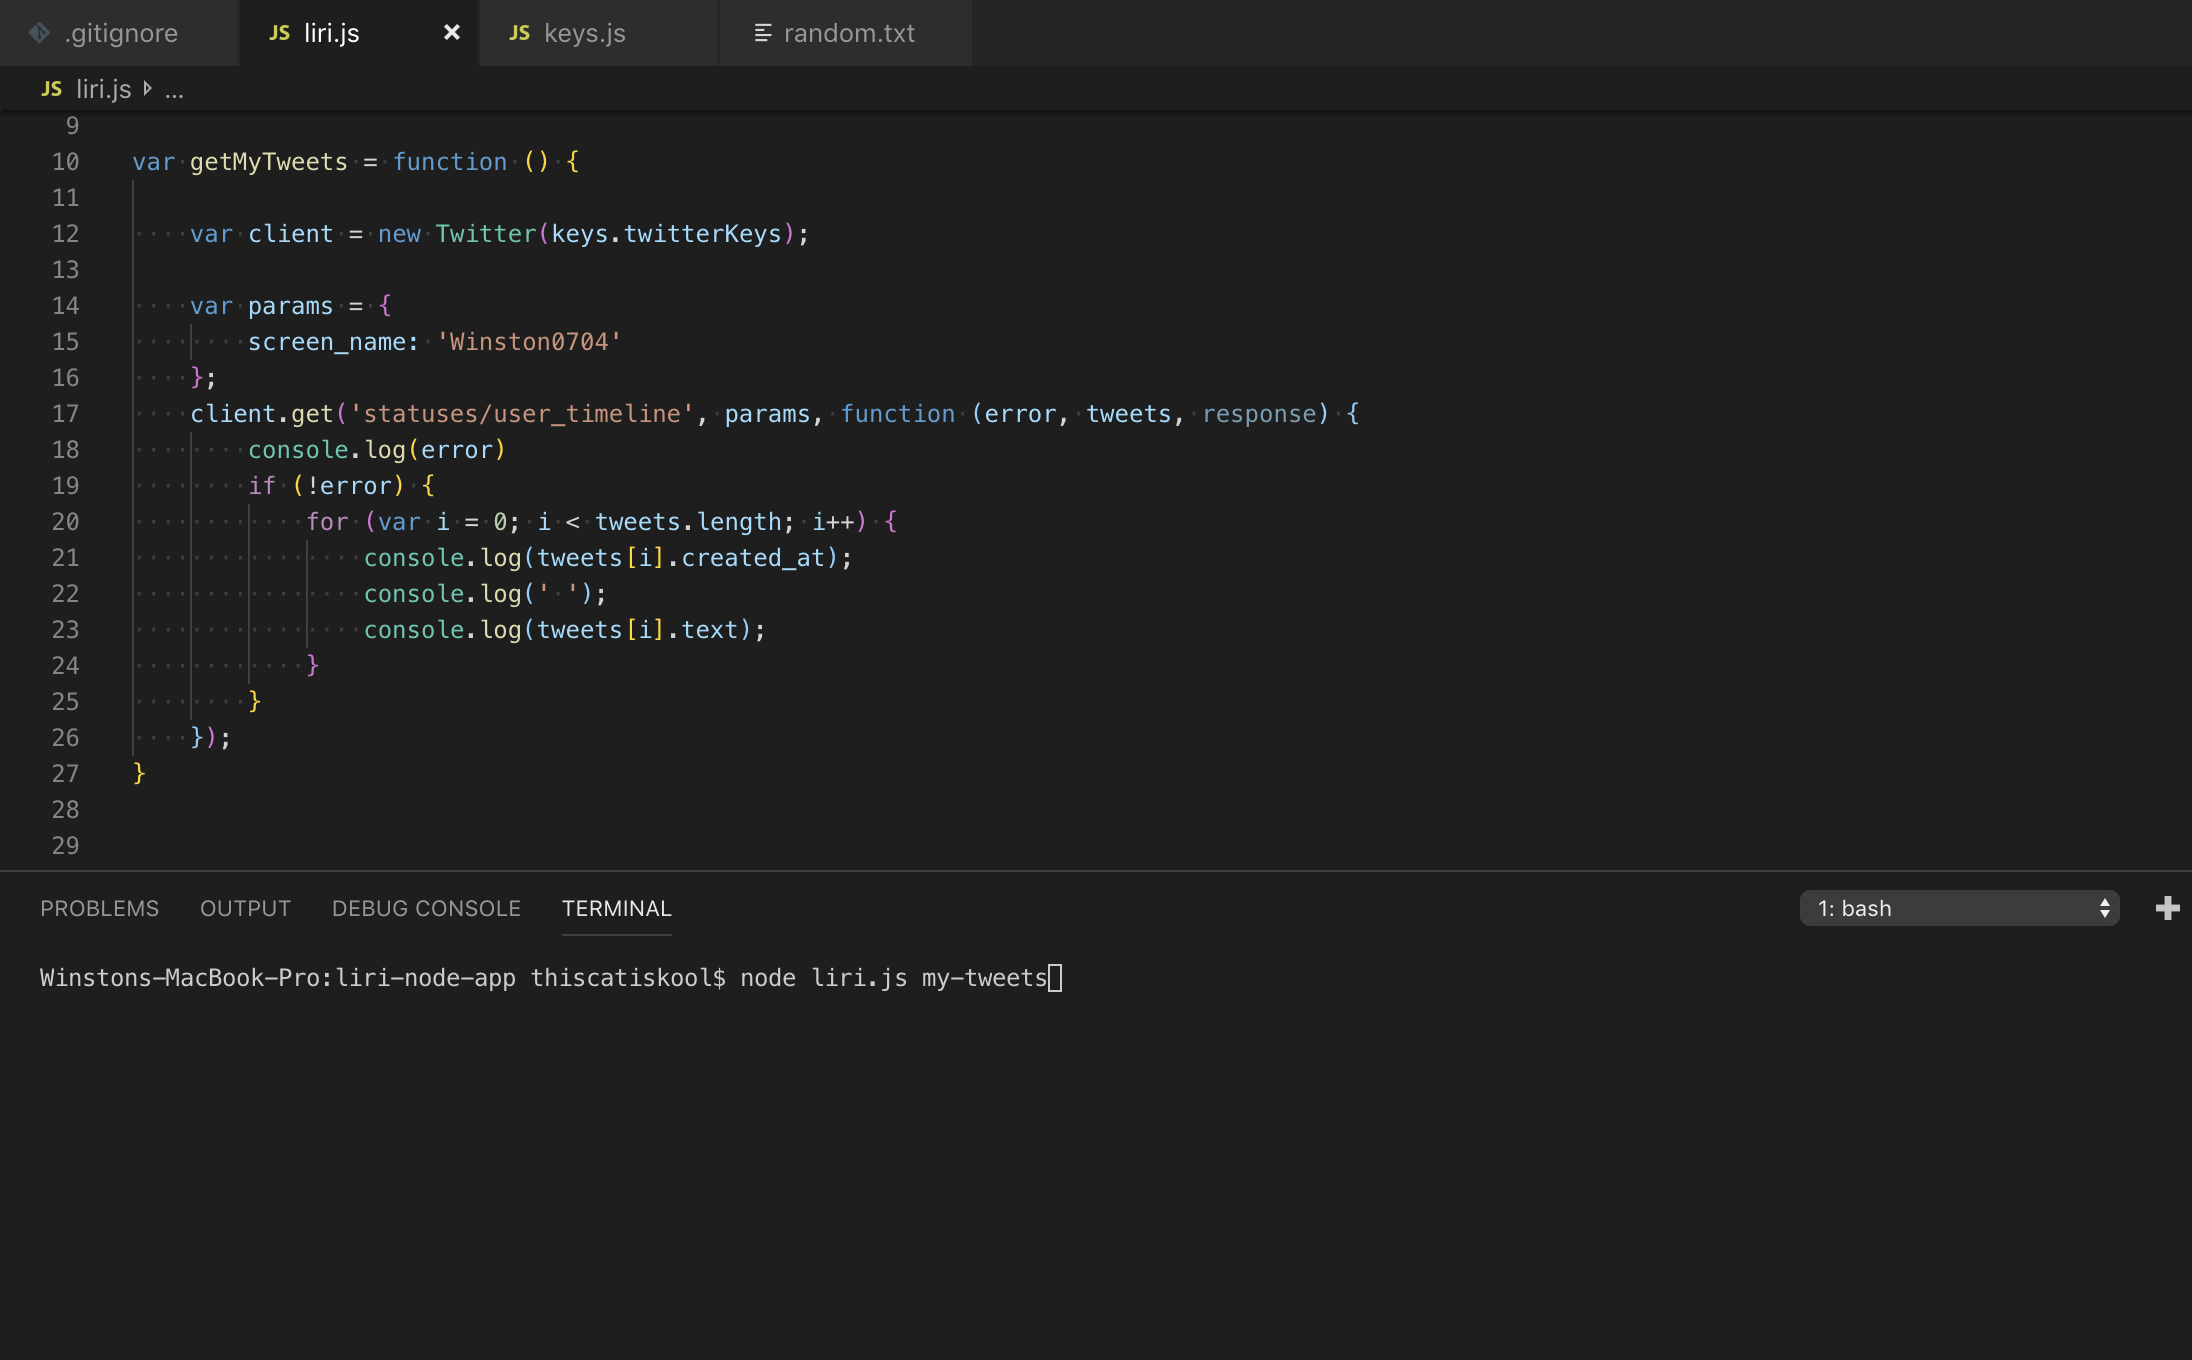 .gitignore JS liri.js × JS keys.js random.txt
JS liri.js ...
9
10 var getMyTweets = function () {
11
12     var client = new Twitter(keys.twitterKeys);
13
14     var params = {
15         screen_name: 'Winston0704'
16     };
17     client.get('statuses/user_timeline', params, function (error, tweets, response) {
18         console.log(error)
19         if (!error) {
20             for (var i = 0; i < tweets.length; i++) {
21                 console.log(tweets[i].created_at);
22                 console.log(' ');
23                 console.log(tweets[i].text);
24             }
25         }
26     });
27 }
28
29
PROBLEMS OUTPUT DEBUG CONSOLE TERMINAL 1: bash
Winstons-MacBook-Pro:liri-node-app thiscatiskool$ node liri.js my-tweets